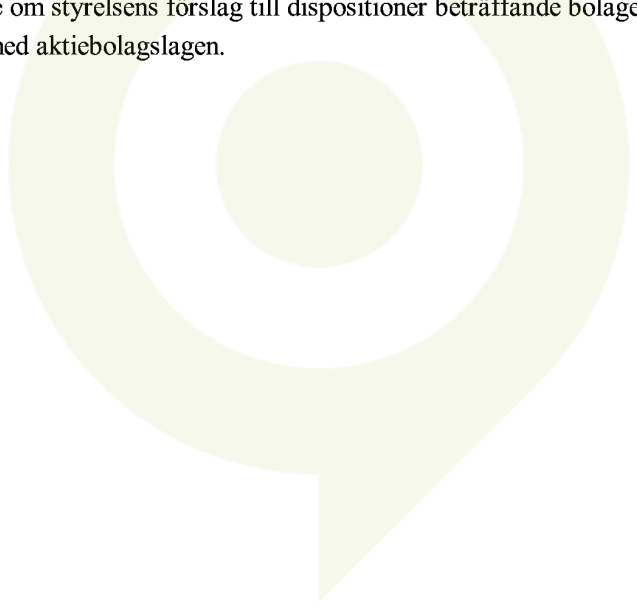 om styrelsens förslag till dispositioner beträffande bolage
ned aktiebolagslagen.